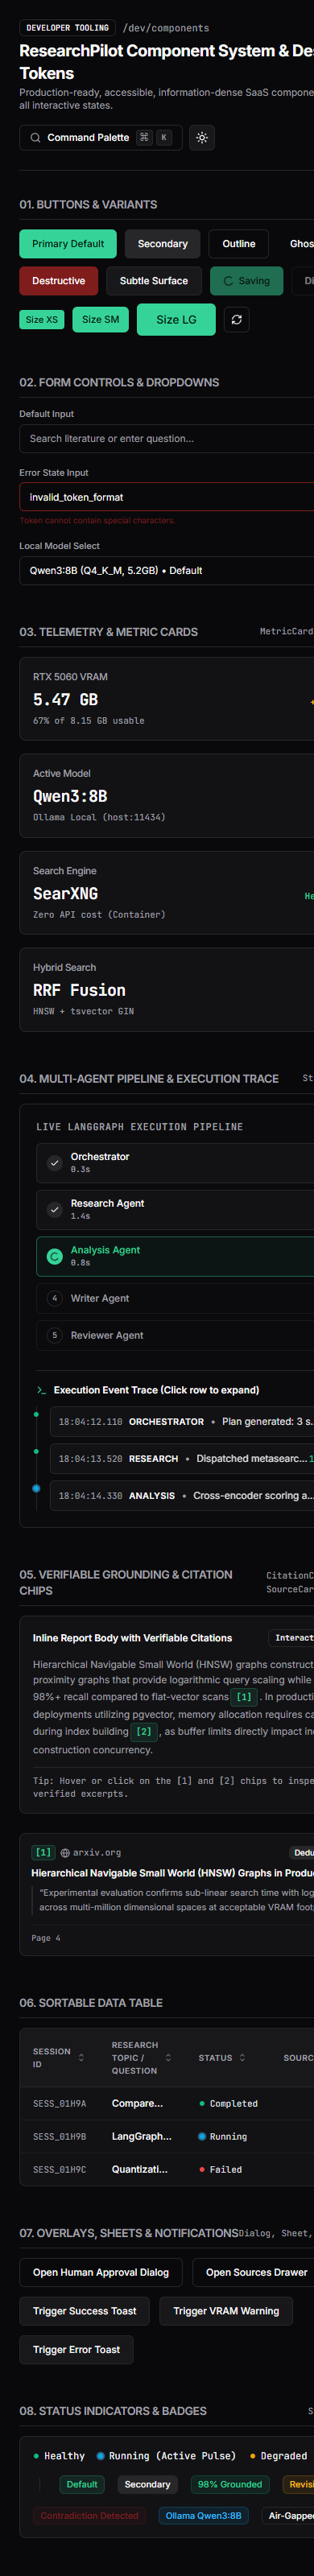 DEVELOPER TOOLING /dev/components
ResearchPilot Component System & De
Tokens
Production-ready, accessible, information-dense SaaS compone
all interactive states.
Command Palette ⌘ K
01. BUTTONS & VARIANTS
Primary Default Secondary Outline Ghos
Destructive Subtle Surface Saving
Size XS Size SM Size LG
02. FORM CONTROLS & DROPDOWNS
Default Input
Search literature or enter question...
Error State Input
invalid_token_format
Token cannot contain special characters.
Local Model Select
Qwen3:8B (Q4_K_M, 5.2GB) • Default
03. TELEMETRY & METRIC CARDS MetricCard
RTX 5060 VRAM
5.47 GB
67% of 8.15 GB usable
Active Model
Qwen3:8B
Ollama Local (host:11434)
Search Engine
SearXNG He
Zero API cost (Container)
Hybrid Search
RRF Fusion
HNSW + tsvector GIN
04. MULTI-AGENT PIPELINE & EXECUTION TRACE St
LIVE LANGGRAPH EXECUTION PIPELINE
Orchestrator
0.3s
Research Agent
1.4s
Analysis Agent
0.8s
4 Writer Agent
5 Reviewer Agent
Execution Event Trace (Click row to expand)
18:04:12.110 ORCHESTRATOR • Plan generated: 3 s...
18:04:13.520 RESEARCH • Dispatched metasearc... 1
18:04:14.330 ANALYSIS • Cross-encoder scoring a...
05. VERIFIABLE GROUNDING & CITATION CitationC
CHIPS SourceCar
Inline Report Body with Verifiable Citations Interact
Hierarchical Navigable Small World (HNSW) graphs construct
proximity graphs that provide logarithmic query scaling while
98%+ recall compared to flat-vector scans [1] . In production
deployments utilizing pgvector, memory allocation requires ca
during index building [2] , as buffer limits directly impact ind
construction concurrency.
Tip: Hover or click on the [1] and [2] chips to inspe
verified excerpts.
[1] arxiv.org Dedu
Hierarchical Navigable Small World (HNSW) Graphs in Produc
"Experimental evaluation confirms sub-linear search time with log
across multi-million dimensional spaces at acceptable VRAM foot
Page 4
06. SORTABLE DATA TABLE
SESSION ID RESEARCH TOPIC / QUESTION STATUS SOURC
SESS_01H9A Compare... Completed
SESS_01H9B LangGraph... Running
SESS_01H9C Quantizati... Failed
07. OVERLAYS, SHEETS & NOTIFICATIONS Dialog, Sheet,
Open Human Approval Dialog Open Sources Drawer
Trigger Success Toast Trigger VRAM Warning
Trigger Error Toast
08. STATUS INDICATORS & BADGES S
Healthy Running (Active Pulse) Degraded
Default Secondary 98% Grounded Revisi
Contradiction Detected Ollama Qwen3:8B Air-Gapped